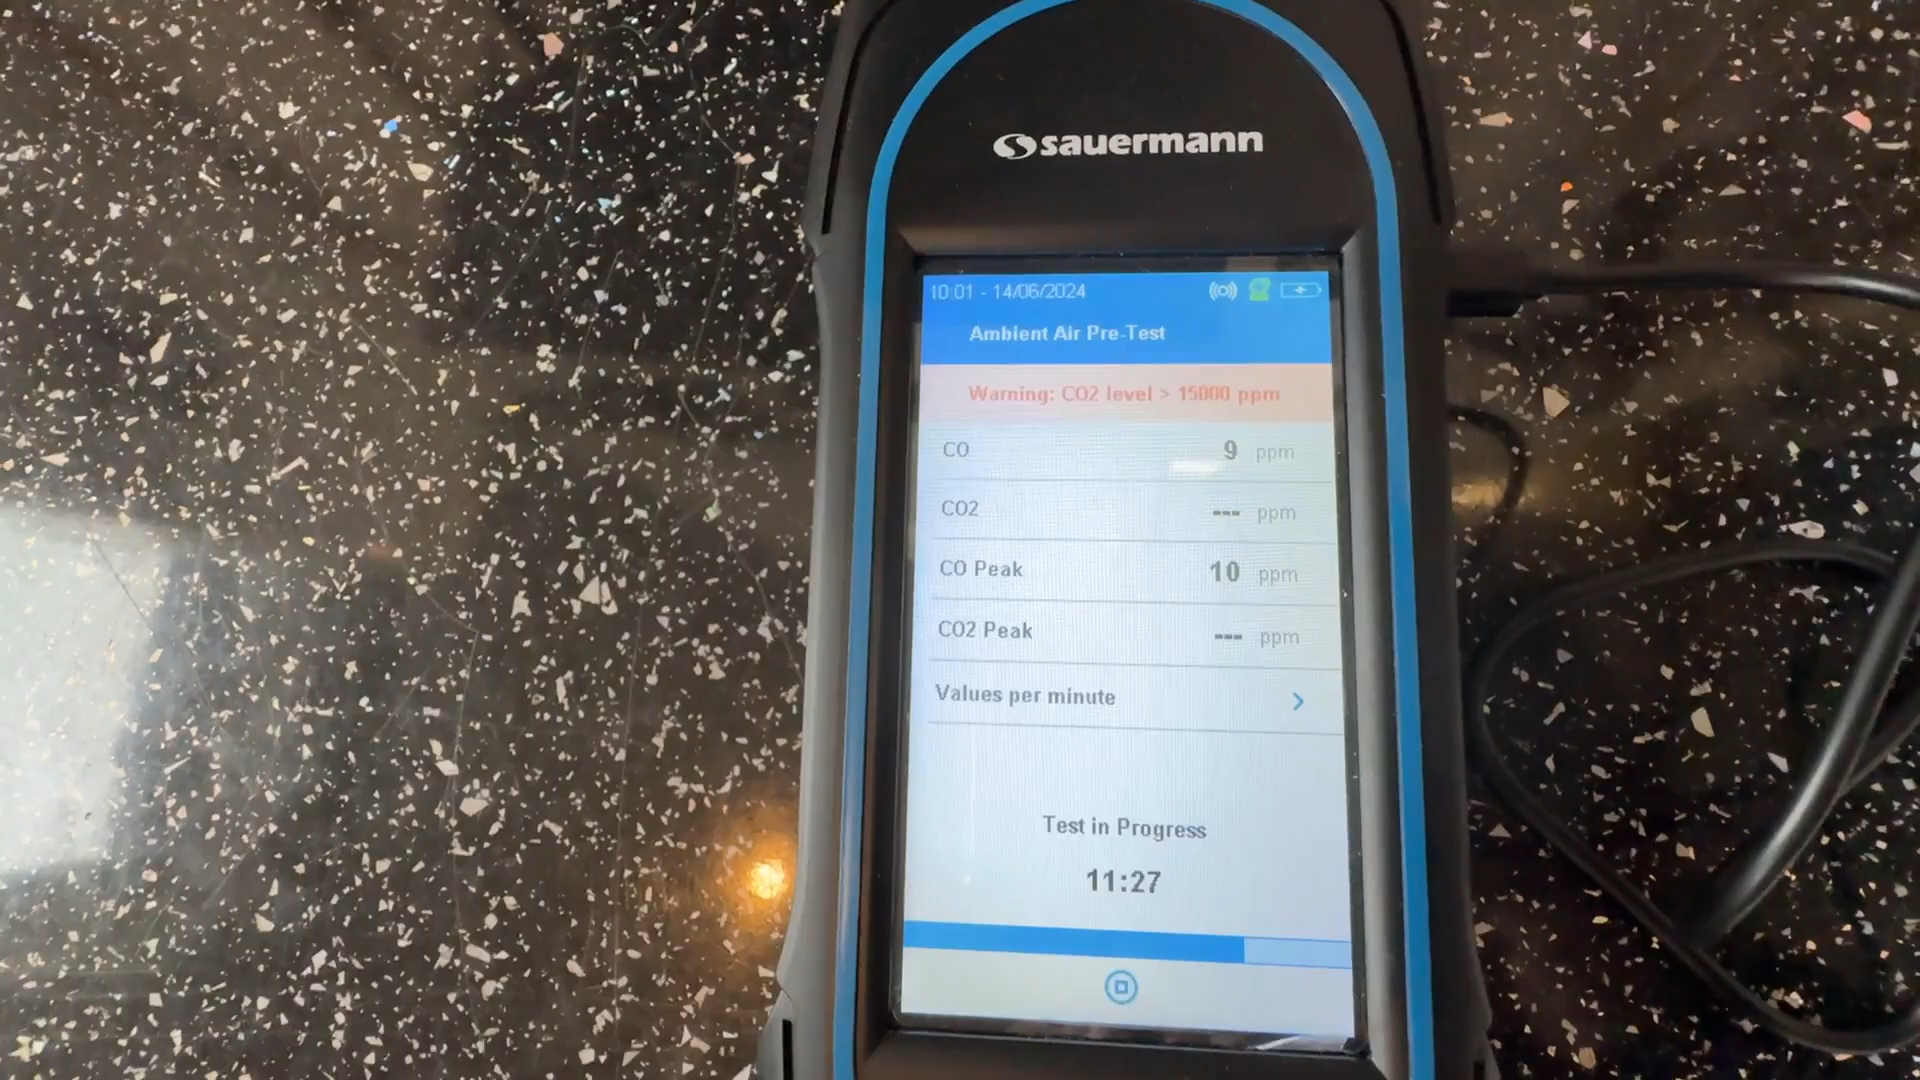 sauermann
10:01 - 14/06/2024
Ambient Air Pre-Test
Warning: CO2 level > 15000 ppm
CO 9 ppm
CO2 --- ppm
CO Peak 10 ppm
CO2 Peak --- ppm
Values per minute
Test in Progress
11:27